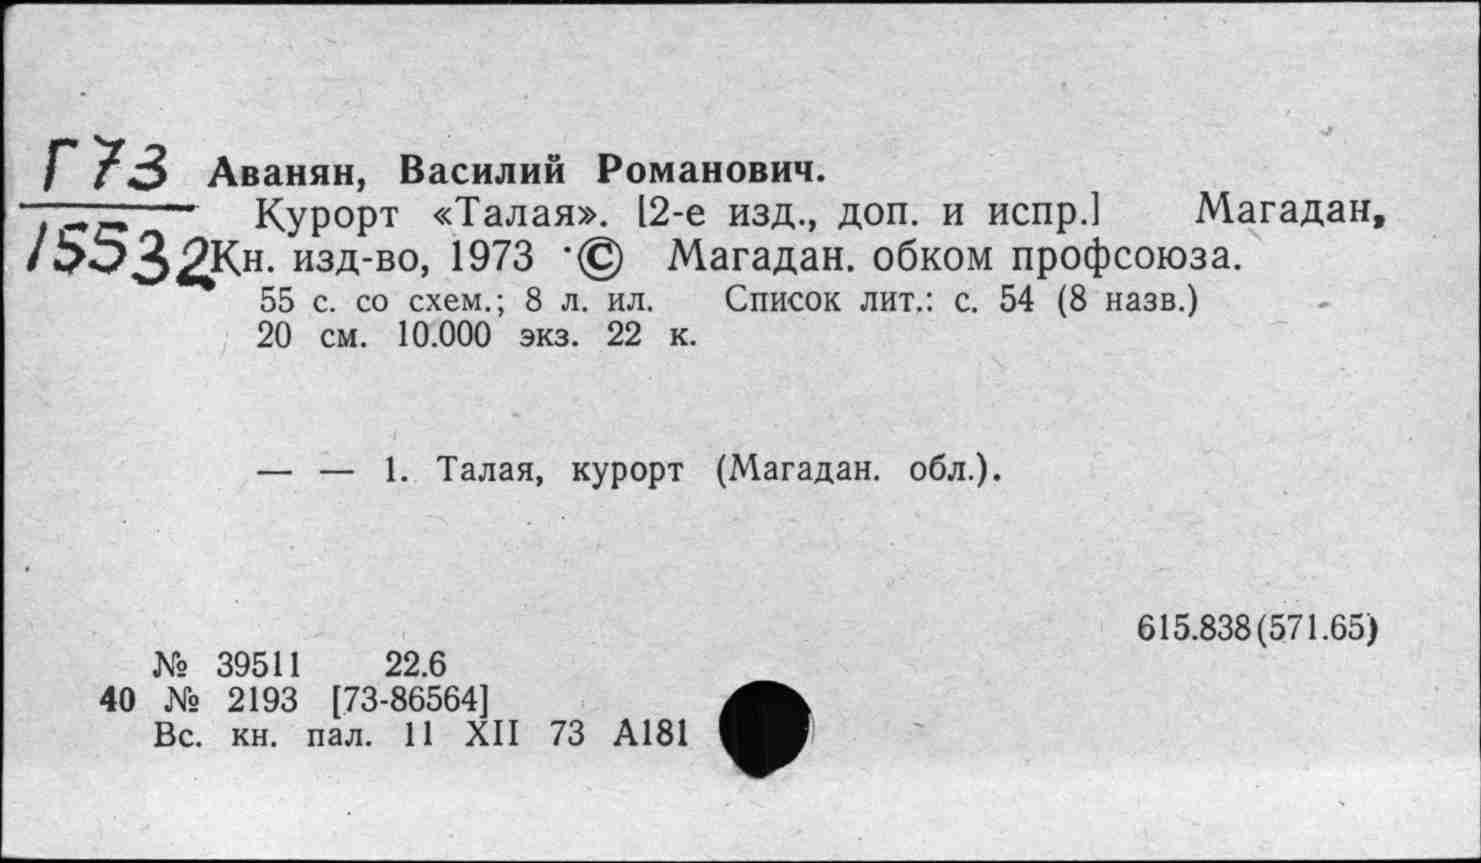 Г73 Аванян, Василий Романович.
Курорт «Талая». [2-е изд., доп. и испр.] Магадан,
15532 Кн. изд-во, 1973 · © Магадан. обком профсоюза.
55 с. со схем.; 8 л. ил. Список лит.: с. 54 (8 назв.)
20 см. 10.000 экз. 22 к.
— — 1. Талая, курорт (Магадан. обл.).
615.838(571.65)
№ 39511 22.6
40 № 2193 [73-86564]
Вс. кн. пал. 11 XII 73 А181